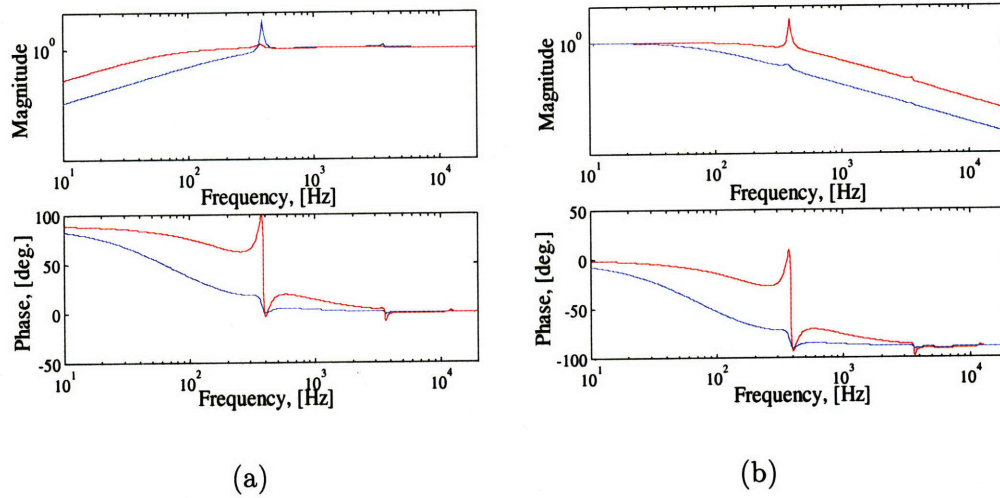 Magnitude
10^0
10^1 10^2 10^3 10^4
Frequency, [Hz]
Phase, [deg.]
100
50
0
-50
10^1 10^2 10^3 10^4
Frequency, [Hz]
(a)
Magnitude
10^0
10^1 10^2 10^3 10^4
Frequency, [Hz]
Phase, [deg.]
50
0
-50
-100
10^1 10^2 10^3 10^4
Frequency, [Hz]
(b)